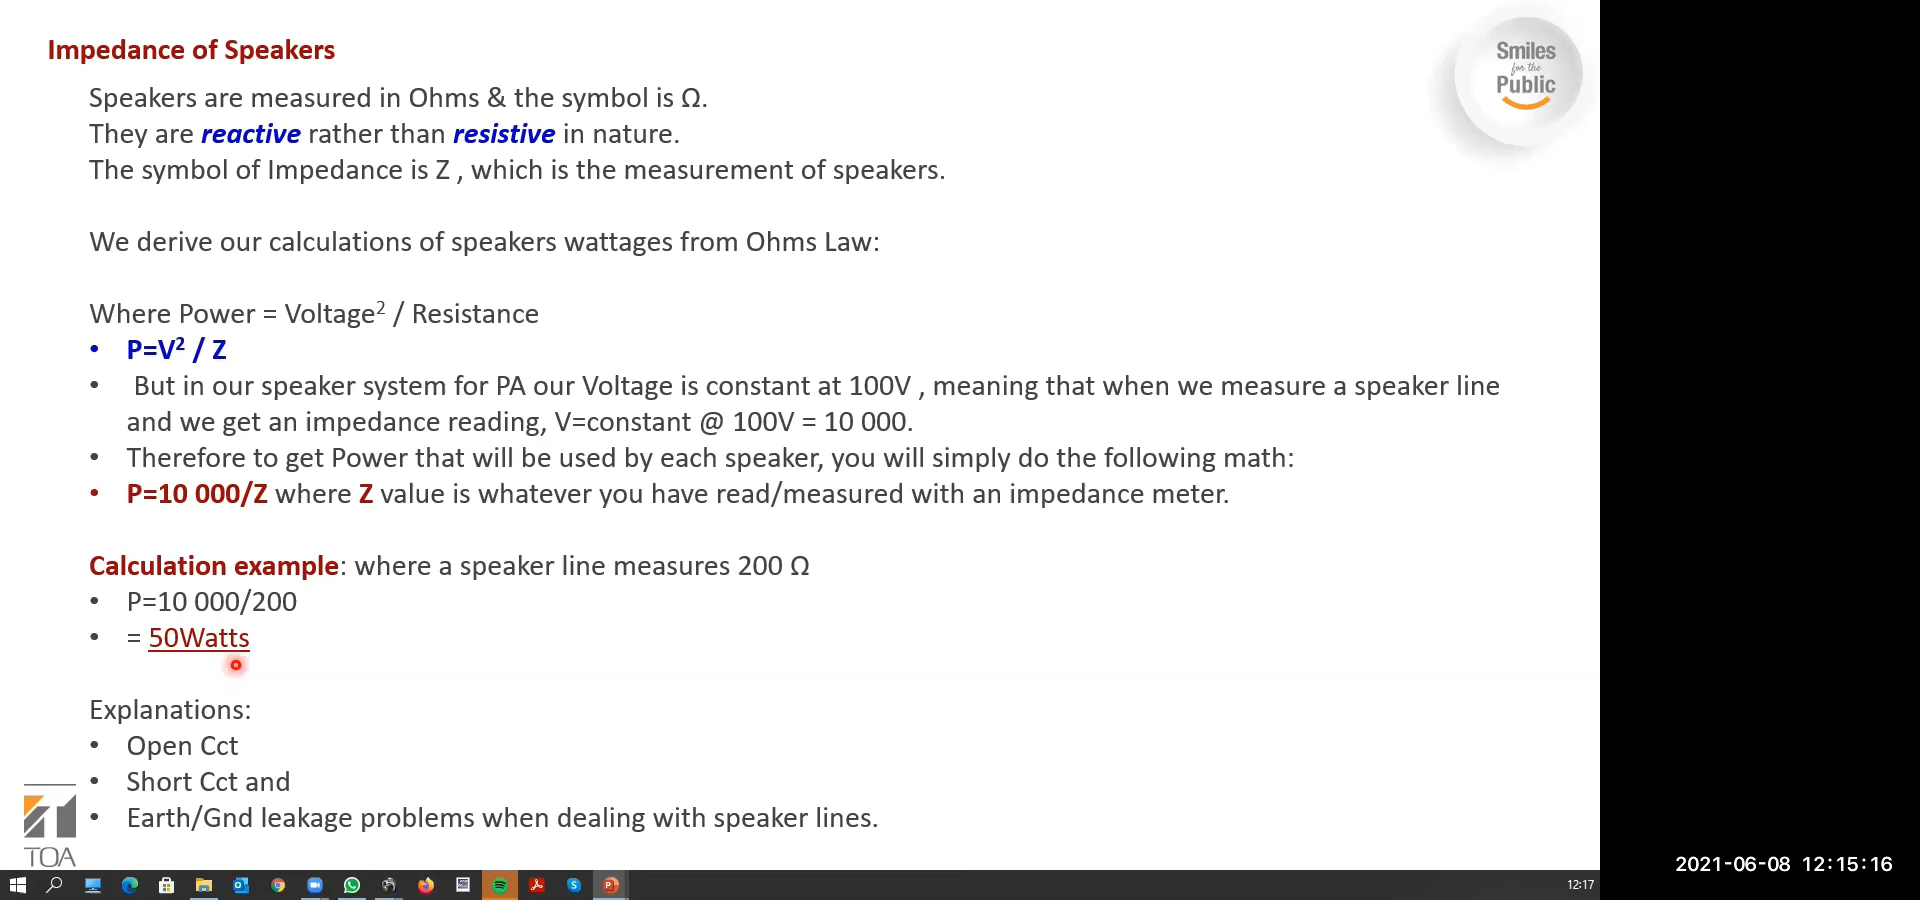 Impedance of Speakers
Smiles
for the
Public
Speakers are measured in Ohms & the symbol is Ω.
They are reactive rather than resistive in nature.
The symbol of Impedance is Z , which is the measurement of speakers.
We derive our calculations of speakers wattages from Ohms Law:
Where Power = Voltage² / Resistance
• P=V² / Z
• But in our speaker system for PA our Voltage is constant at 100V , meaning that when we measure a speaker line
and we get an impedance reading, V=constant @ 100V = 10 000.
• Therefore to get Power that will be used by each speaker, you will simply do the following math:
• P=10 000/Z where Z value is whatever you have read/measured with an impedance meter.
Calculation example: where a speaker line measures 200 Ω
• P=10 000/200
• = 50Watts
Explanations:
• Open Cct
• Short Cct and
• Earth/Gnd leakage problems when dealing with speaker lines.
TOA
2021-06-08 12:15:16
12:17